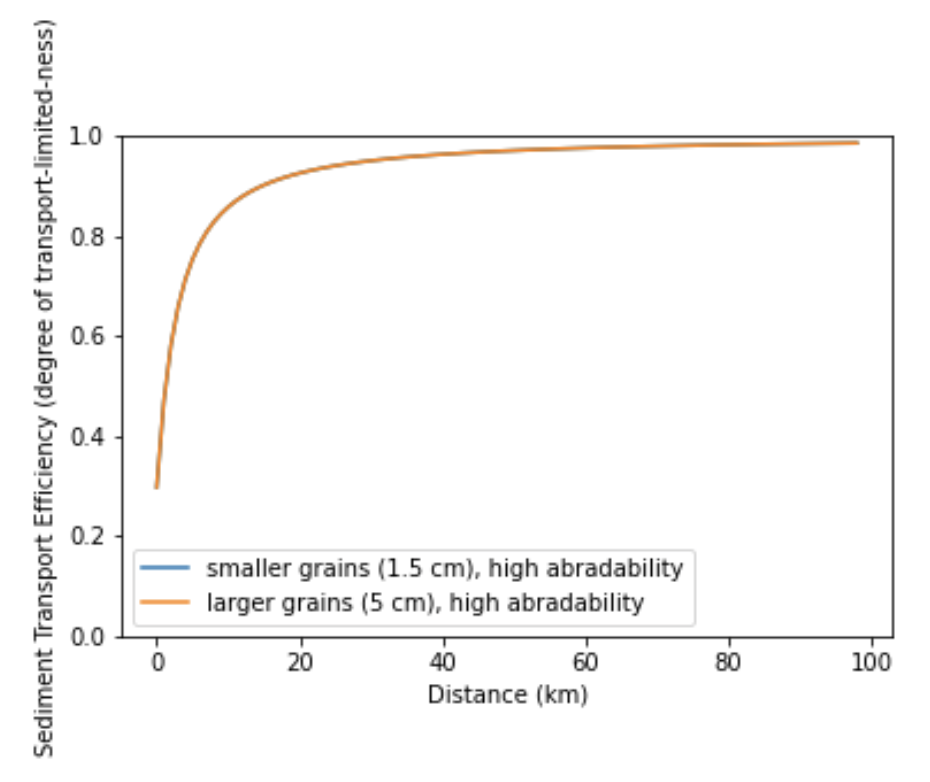 Sediment Transport Efficiency (degree of transport-limited-ness)
1.0
0.8
0.6
0.4
0.2
0.0
smaller grains (1.5 cm), high abradability
larger grains (5 cm), high abradability
0 20 40 60 80 100
Distance (km)